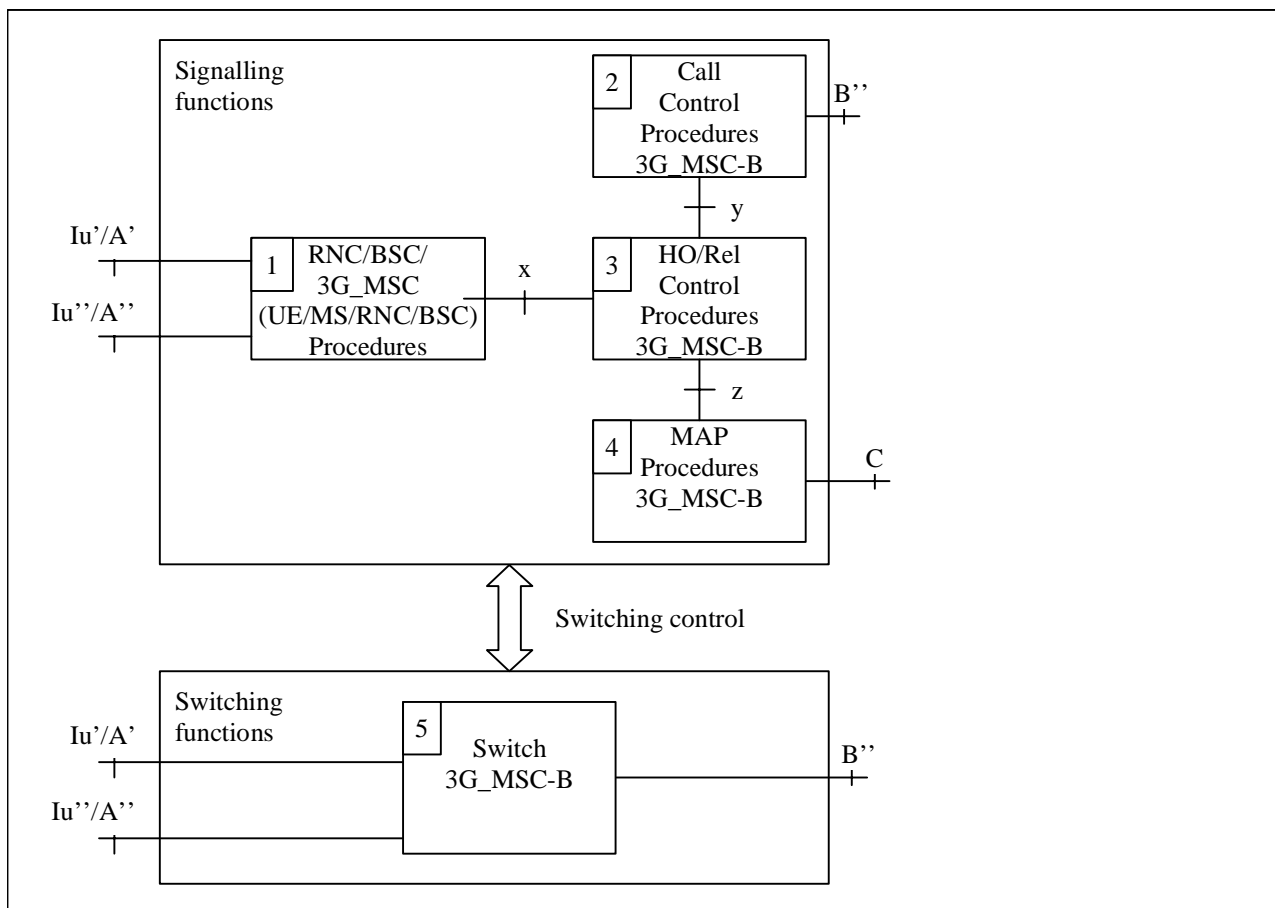 Signalling
functions
2
Call
Control
Procedures
3G_MSC-B
B’’
y
Iu’/A'
Iu’’/A’’
1
RNC/BSC/
3G_MSC
(UE/MS/RNC/BSC)
Procedures
x
3
HO/Rel
Control
Procedures
3G_MSC-B
z
4
MAP
Procedures
3G_MSC-B
C
Switching control
Switching
functions
Iu’/A'
Iu’’/A’’
5
Switch
3G_MSC-B
B’’